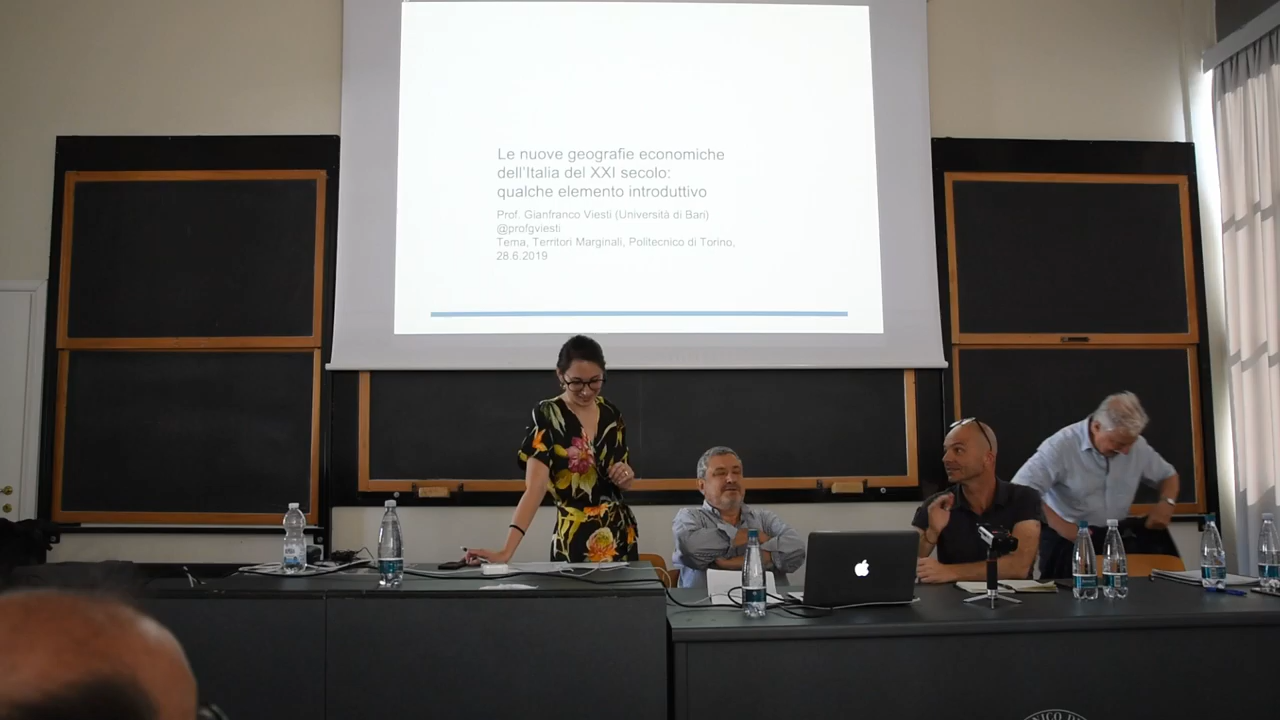 Le nuove geografie economiche
dell'Italia del XXI secolo:
qualche elemento introduttivo
Prof. Gianfranco Viesti (Università di Bari)
@profgviesti
Tema, Territori Marginali, Politecnico di Torino,
28.6.2019